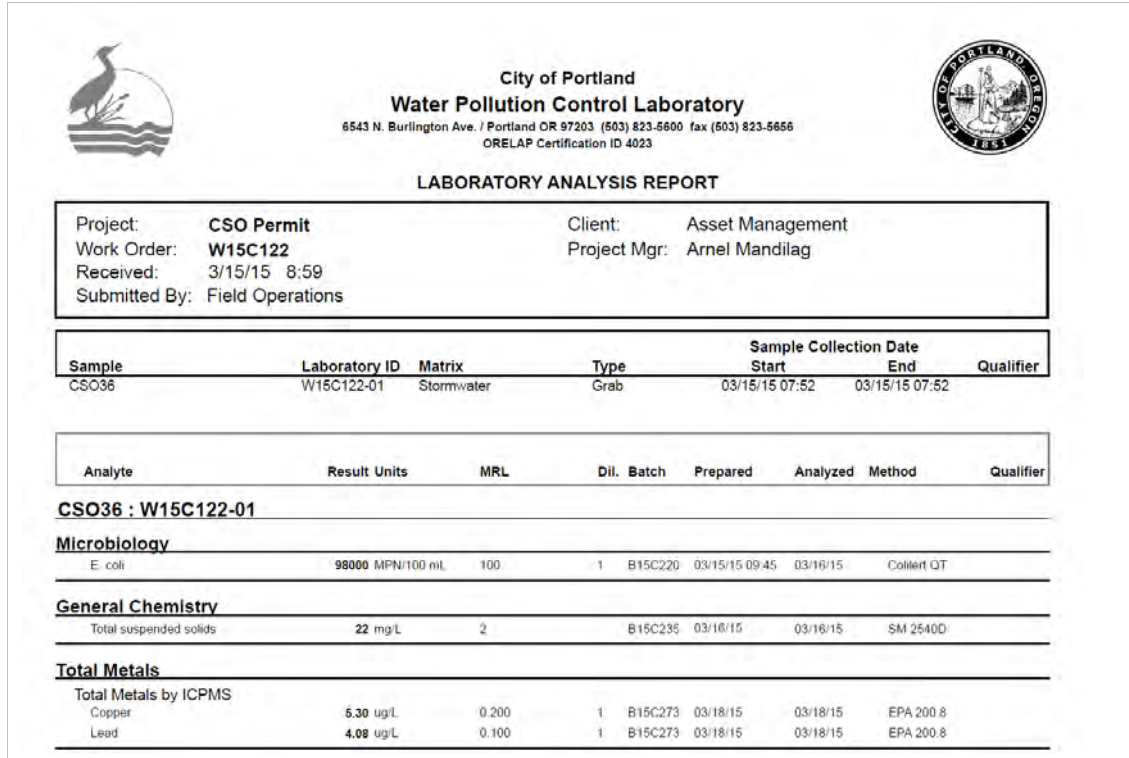 City of Portland
Water Pollution Control Laboratory
6543 N. Burlington Ave. / Portland OR 97203 (503) 823-5600 fax (503) 823-5656
ORELAP Certification ID 4023
CITY OF PORTLAND, OREGON
1851
LABORATORY ANALYSIS REPORT
Project: CSO Permit Client: Asset Management
Work Order: W15C122 Project Mgr: Arnel Mandilag
Received: 3/15/15 8:59
Submitted By: Field Operations
Sample Collection Date
Sample Laboratory ID Matrix Type Start End Qualifier
CSO36 W15C122-01 Stormwater Grab 03/15/15 07:52 03/15/15 07:52
Analyte Result Units MRL Dil. Batch Prepared Analyzed Method Qualifier
CSO36 : W15C122-01
Microbiology
E. coli 98000 MPN/100 mL 100 1 B15C220 03/15/15 09:45 03/16/15 Colilert QT
General Chemistry
Total suspended solids 22 mg/L 2 B15C235 03/16/15 03/16/15 SM 2540D
Total Metals
Total Metals by ICPMS
Copper 5.30 ug/L 0.200 1 B15C273 03/18/15 03/18/15 EPA 200.8
Lead 4.08 ug/L 0.100 1 B15C273 03/18/15 03/18/15 EPA 200.8